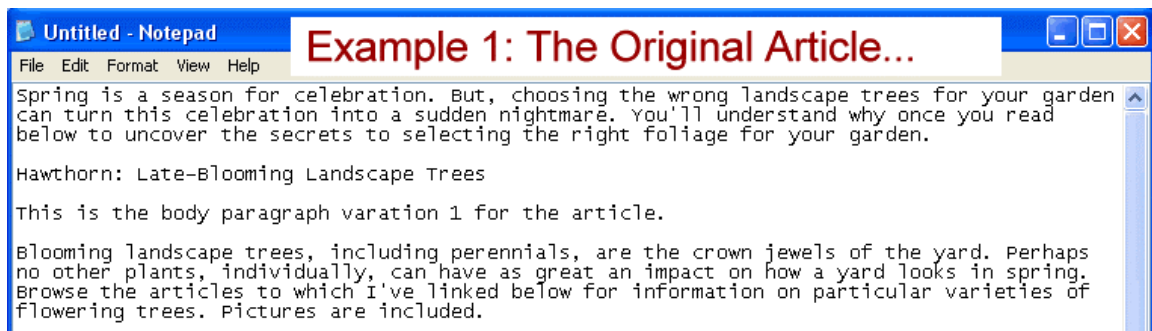 Untitled - Notepad
Example 1: The Original Article...
File Edit Format View Help
Spring is a season for celebration. But, choosing the wrong landscape trees for your garden
can turn this celebration into a sudden nightmare. You'll understand why once you read
below to uncover the secrets to selecting the right foliage for your garden.
Hawthorn: Late-Blooming Landscape Trees
This is the body paragraph varation 1 for the article.
Blooming landscape trees, including perennials, are the crown jewels of the yard. Perhaps
no other plants, individually, can have as great an impact on how a yard looks in spring.
Browse the articles to which I've linked below for information on particular varieties of
flowering trees. Pictures are included.